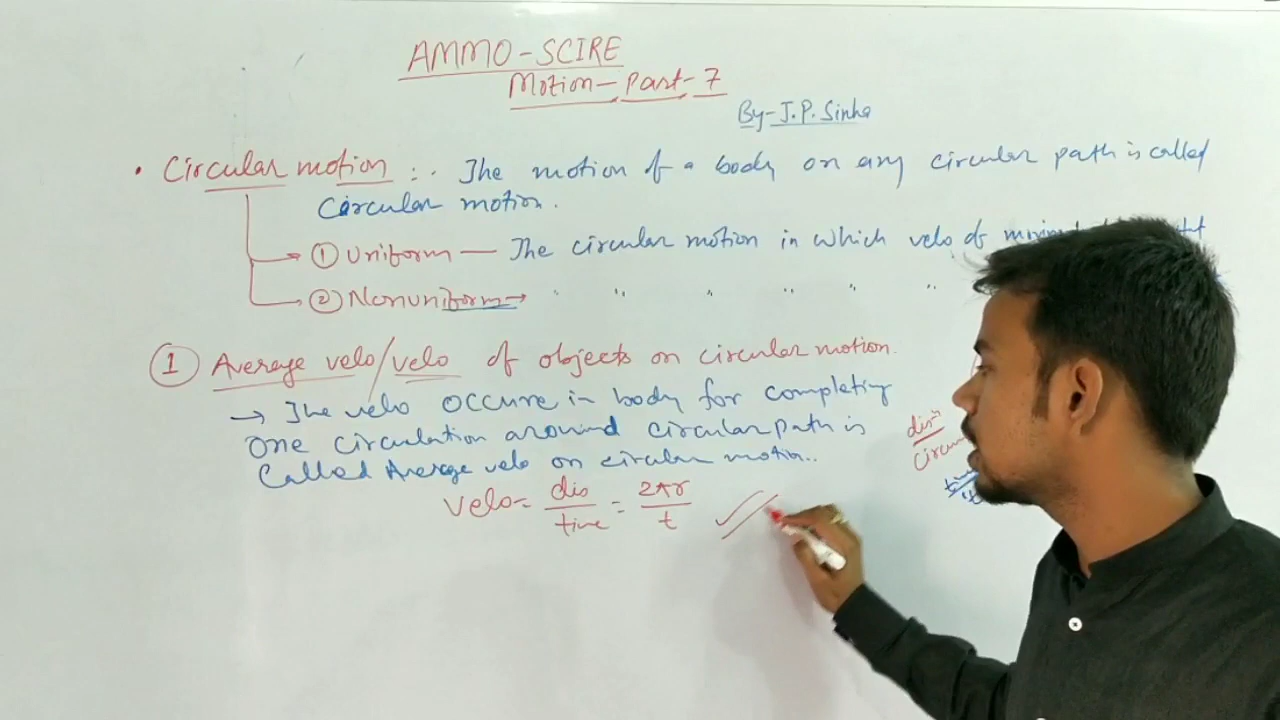 AMMO-SCIRE
Motion-Part-7
By-J.P.Sinha
• Circular motion :. The motion of a body on any circular path is called
Circular motion.
① Uniform — The circular motion in which velo of
② Nonuniform → " " " " " "
① Average velo/velo of objects on circular motion.
→ The velo occure in body for completing
one circulation around circular path is
called Average velo on circular motion..
velo = dis/time = 2πr/t